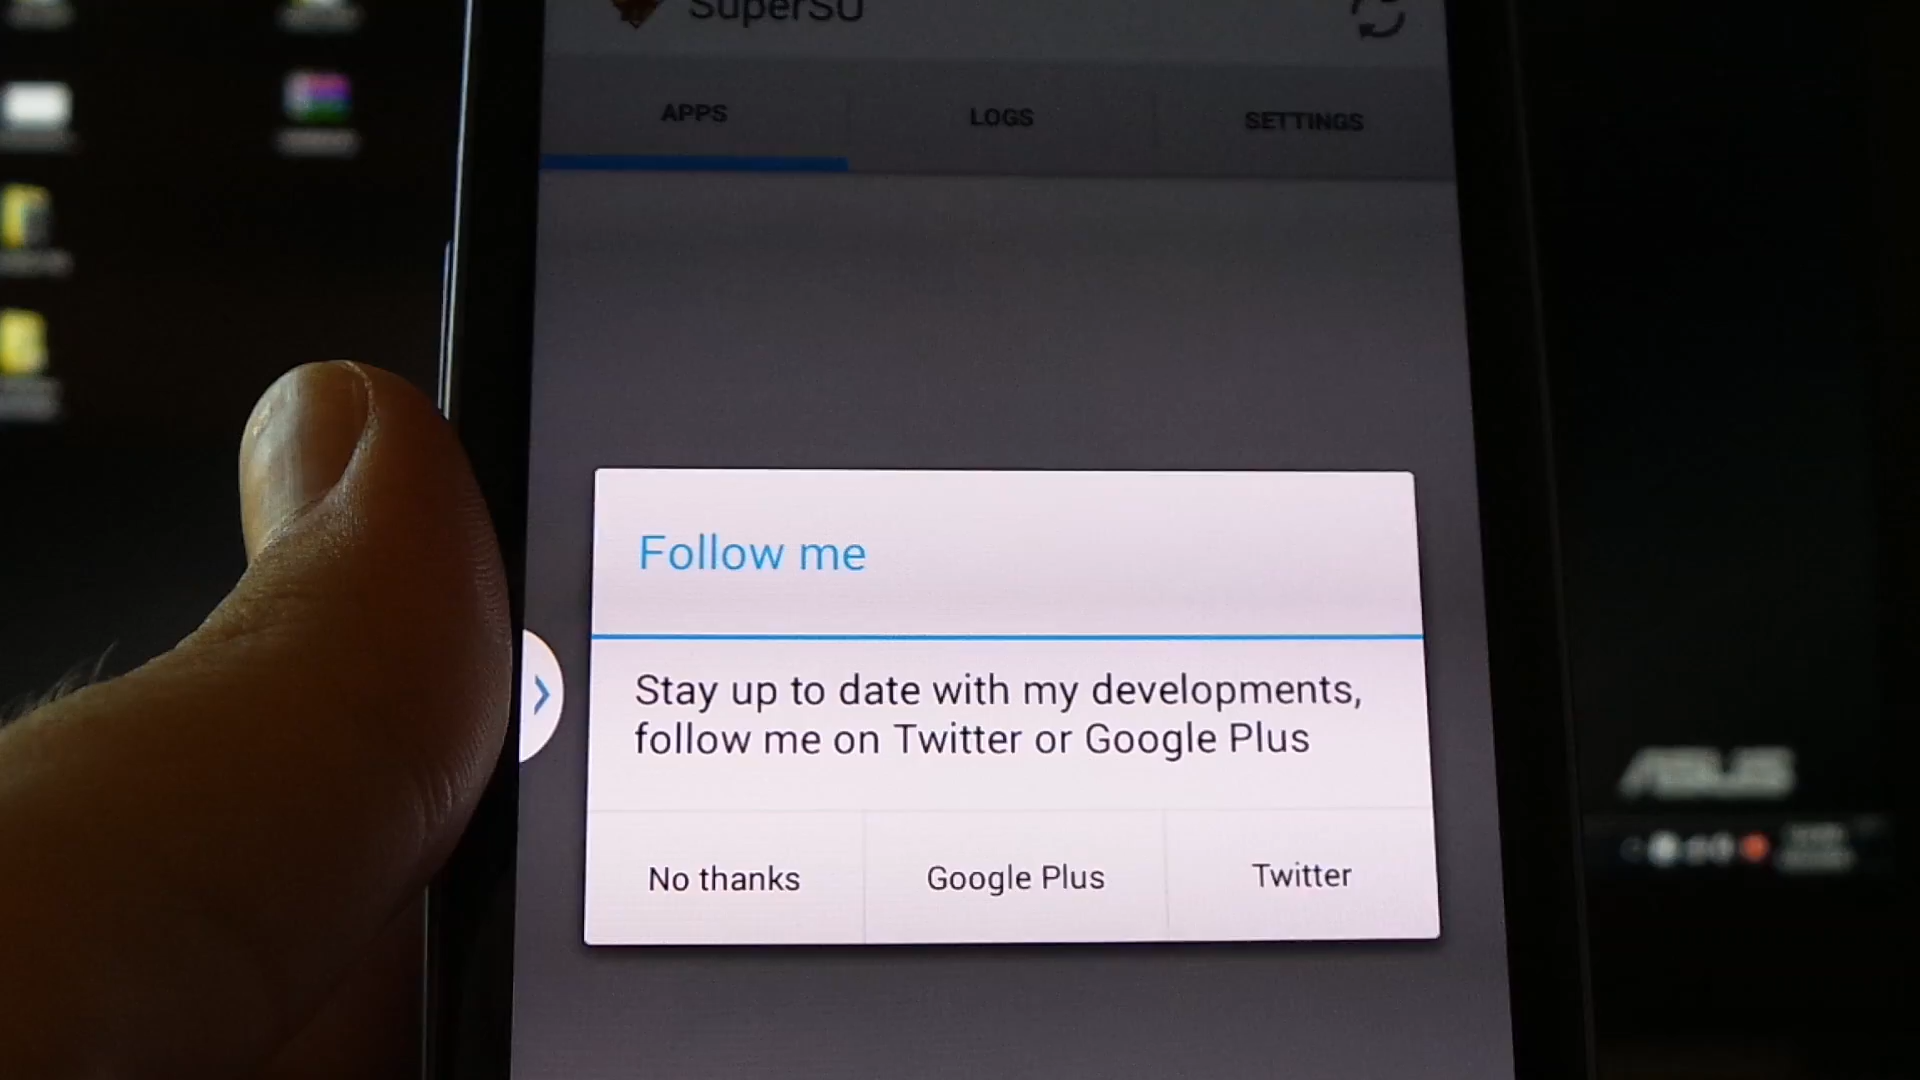 SuperSU
APPS
LOGS
SETTINGS
Follow me
Stay up to date with my developments,
follow me on Twitter or Google Plus
No thanks
Google Plus
Twitter
ASUS